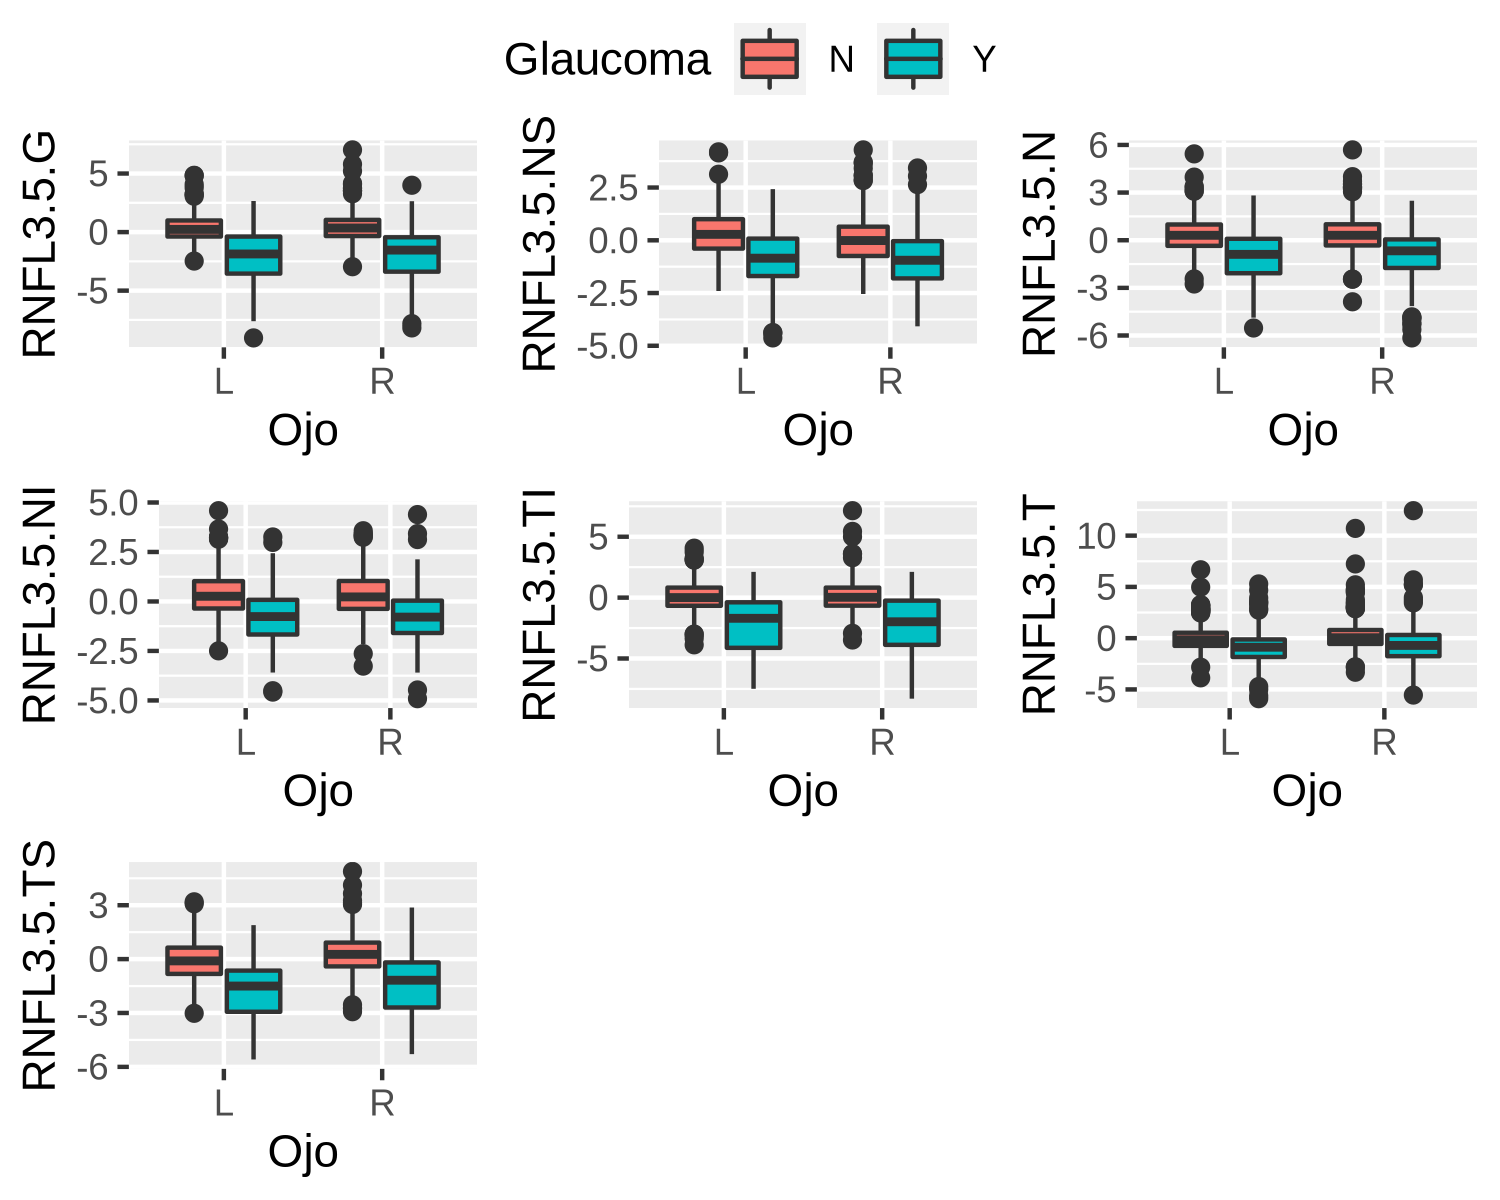 Glaucoma N Y
RNFL3.5.G
5
0
-5
L R
Ojo
RNFL3.5.NS
2.5
0.0
-2.5
-5.0
L R
Ojo
RNFL3.5.N
6
3
0
-3
-6
L R
Ojo
RNFL3.5.NI
5.0
2.5
0.0
-2.5
-5.0
L R
Ojo
RNFL3.5.TI
5
0
-5
L R
Ojo
RNFL3.5.T
10
5
0
-5
L R
Ojo
RNFL3.5.TS
3
0
-3
-6
L R
Ojo